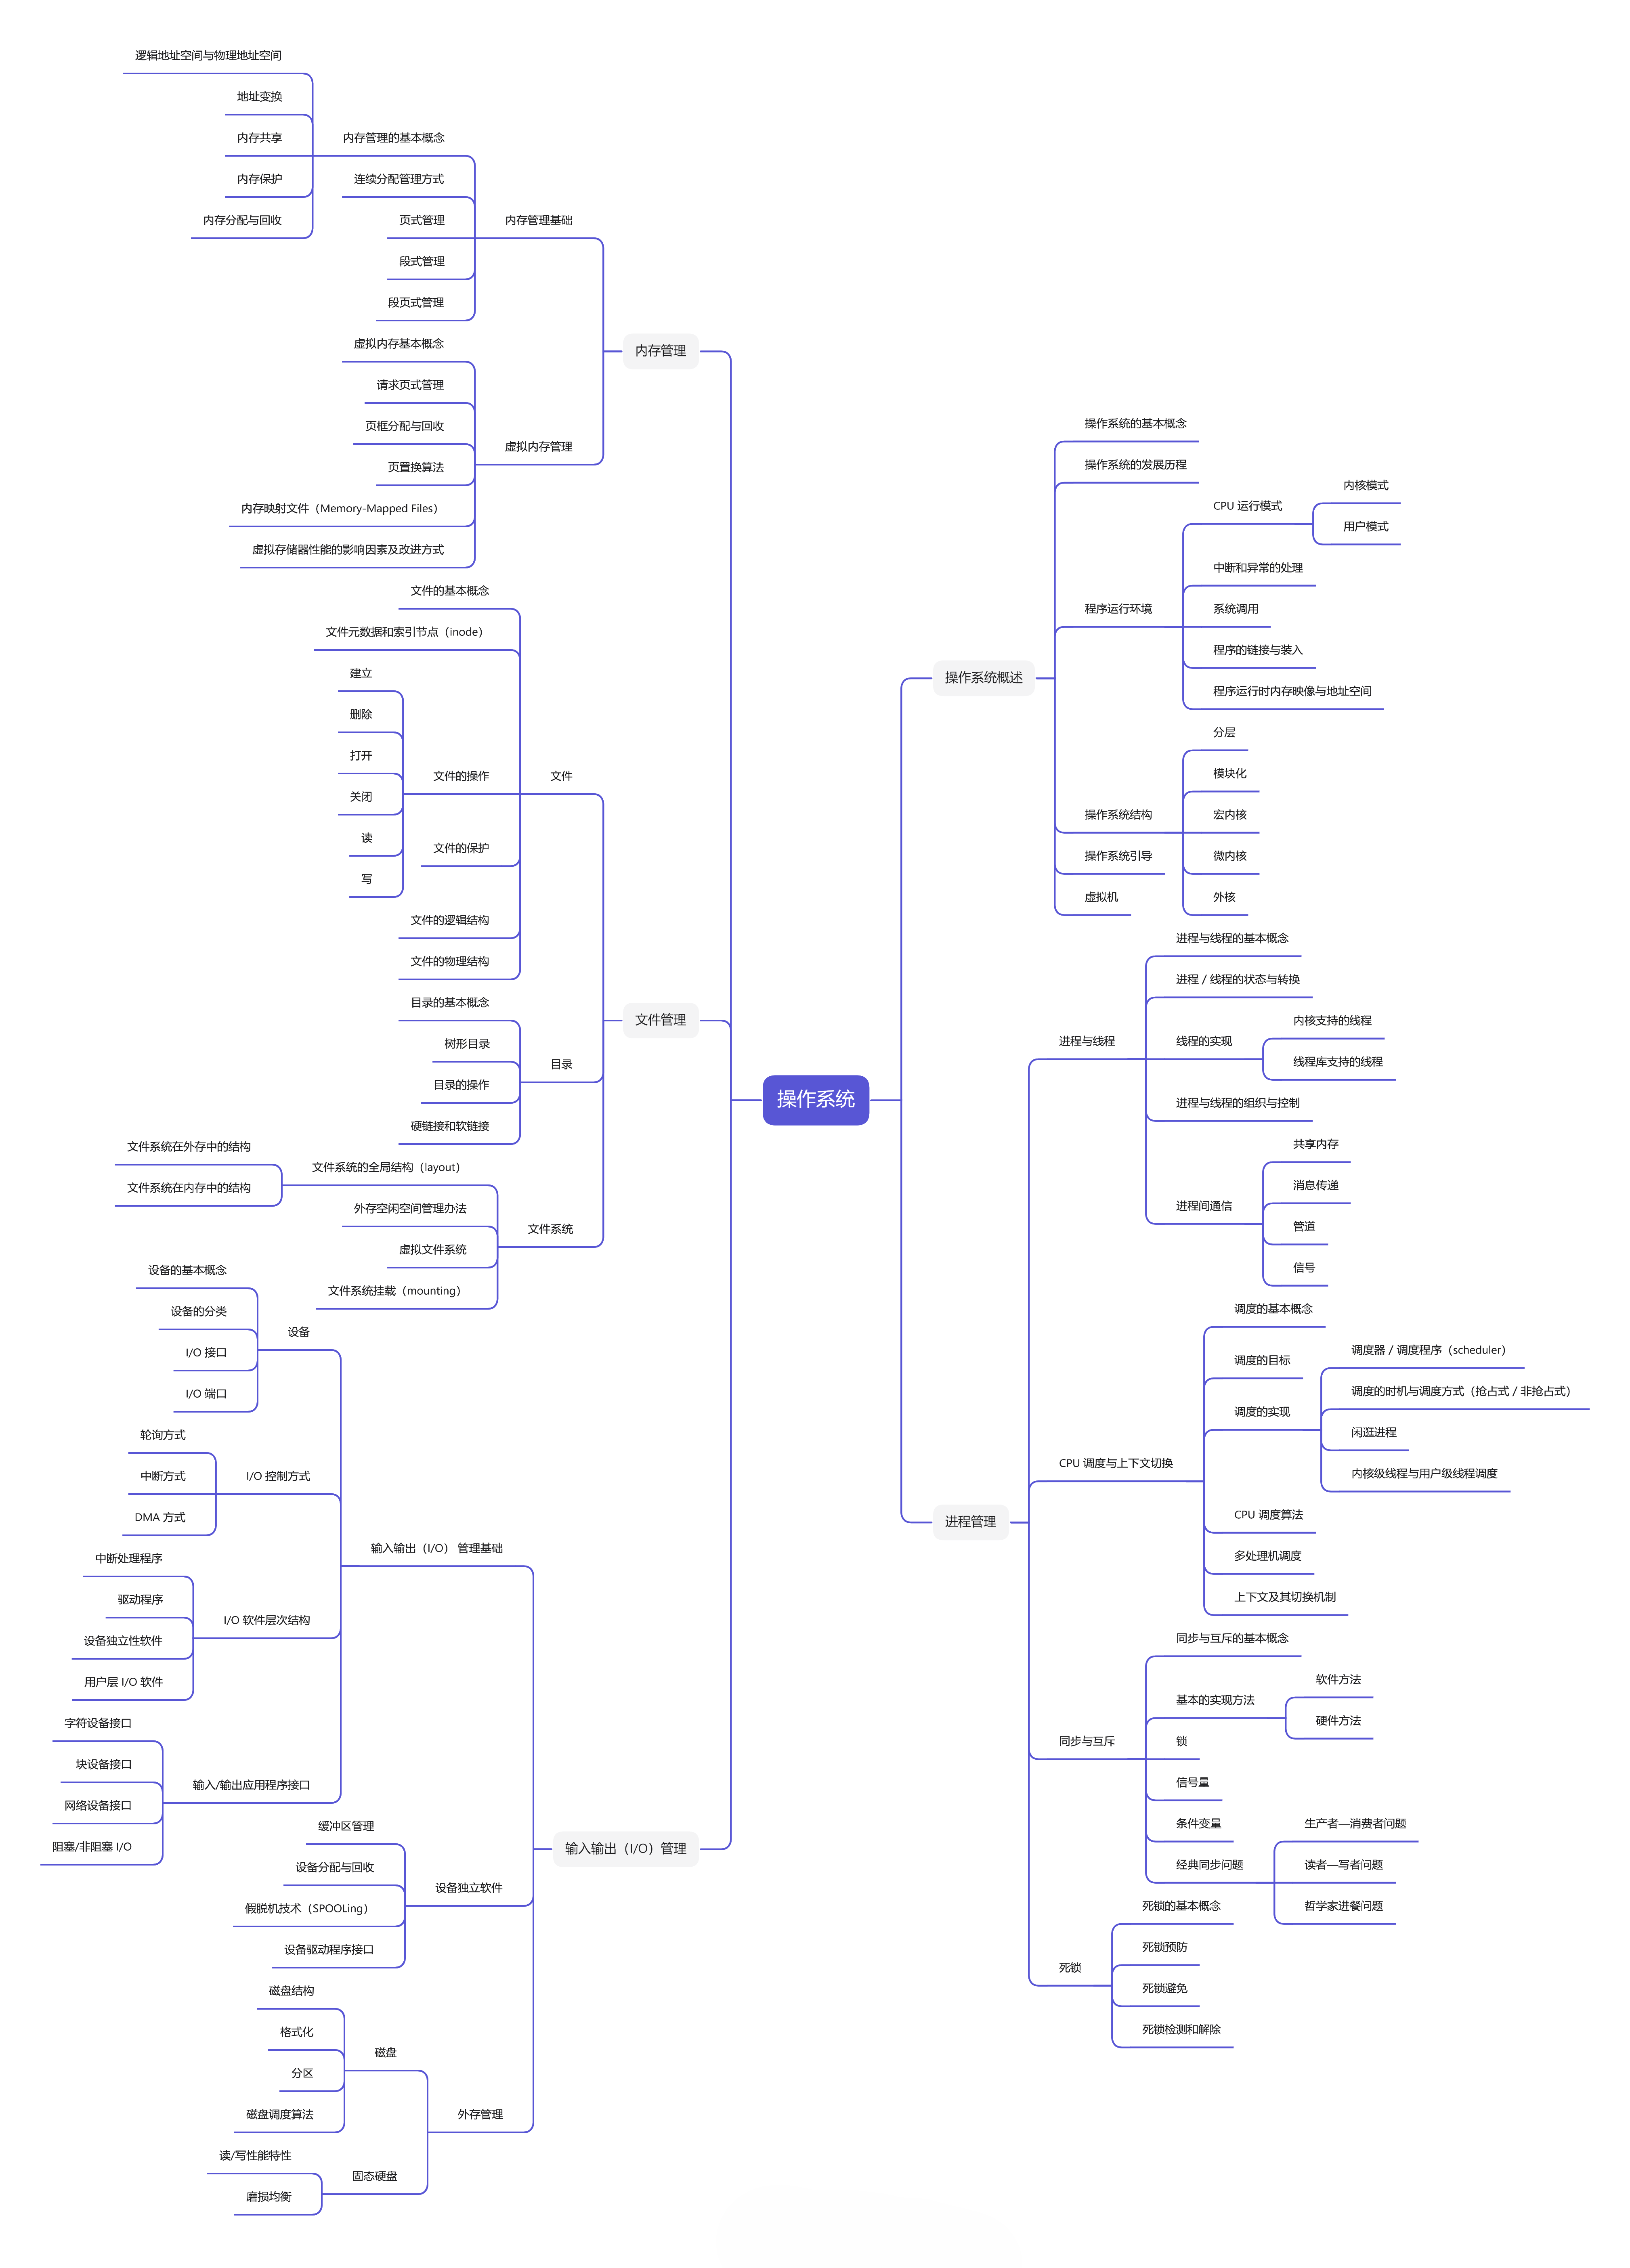 操作系统
操作系统概述
操作系统的基本概念
操作系统的发展历程
程序运行环境
CPU 运行模式
内核模式
用户模式
中断和异常的处理
系统调用
程序的链接与装入
程序运行时内存映像与地址空间
操作系统结构
分层
模块化
宏内核
微内核
外核
操作系统引导
虚拟机
进程管理
进程与线程
进程与线程的基本概念
进程 / 线程的状态与转换
线程的实现
内核支持的线程
线程库支持的线程
进程与线程的组织与控制
进程间通信
共享内存
消息传递
管道
信号
CPU 调度与上下文切换
调度的基本概念
调度的目标
调度的实现
调度器 / 调度程序（scheduler）
调度的时机与调度方式（抢占式 / 非抢占式）
闲逛进程
内核级线程与用户级线程调度
CPU 调度算法
多处理机调度
上下文及其切换机制
同步与互斥
同步与互斥的基本概念
基本的实现方法
软件方法
硬件方法
锁
信号量
条件变量
经典同步问题
生产者—消费者问题
读者—写者问题
哲学家进餐问题
死锁
死锁的基本概念
死锁预防
死锁避免
死锁检测和解除
内存管理
内存管理基础
内存管理的基本概念
逻辑地址空间与物理地址空间
地址变换
内存共享
内存保护
内存分配与回收
连续分配管理方式
页式管理
段式管理
段页式管理
虚拟内存管理
虚拟内存基本概念
请求页式管理
页框分配与回收
页置换算法
内存映射文件（Memory-Mapped Files）
虚拟存储器性能的影响因素及改进方式
文件管理
文件
文件的基本概念
文件元数据和索引节点（inode）
文件的操作
建立
删除
打开
关闭
读
写
文件的保护
文件的逻辑结构
文件的物理结构
目录
目录的基本概念
树形目录
目录的操作
硬链接和软链接
文件系统
文件系统的全局结构（layout）
文件系统在外存中的结构
文件系统在内存中的结构
外存空闲空间管理办法
虚拟文件系统
文件系统挂载（mounting）
输入输出（I/O）管理
输入输出（I/O） 管理基础
设备
设备的基本概念
设备的分类
I/O 接口
I/O 端口
I/O 控制方式
轮询方式
中断方式
DMA 方式
I/O 软件层次结构
中断处理程序
驱动程序
设备独立性软件
用户层 I/O 软件
输入/输出应用程序接口
字符设备接口
块设备接口
网络设备接口
阻塞/非阻塞 I/O
设备独立软件
缓冲区管理
设备分配与回收
假脱机技术（SPOOLing）
设备驱动程序接口
外存管理
磁盘
磁盘结构
格式化
分区
磁盘调度算法
固态硬盘
读/写性能特性
磨损均衡